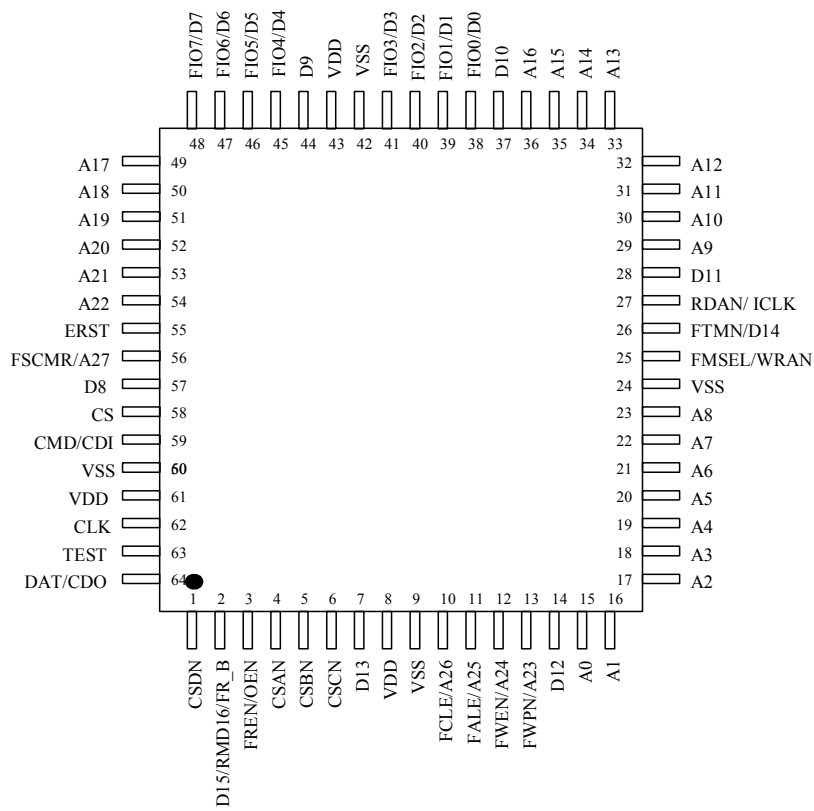 FIO7/D7 FIO6/D6 FIO5/D5 FIO4/D4 D9 VDD VSS FIO3/D3 FIO2/D2 FIO1/D1 FIO0/D0 D10 A16 A15 A14 A13
48 47 46 45 44 43 42 41 40 39 38 37 36 35 34 33
A17 49 32 A12
A18 50 31 A11
A19 51 30 A10
A20 52 29 A9
A21 53 28 D11
A22 54 27 RDAN/ ICLK
ERST 55 26 FTMN/D14
FSCMR/A27 56 25 FMSEL/WRAN
D8 57 24 VSS
CS 58 23 A8
CMD/CDI 59 22 A7
VSS 60 21 A6
VDD 61 20 A5
CLK 62 19 A4
TEST 63 18 A3
DAT/CDO 64 17 A2
1 2 3 4 5 6 7 8 9 10 11 12 13 14 15 16
CSDN D15/RMD16/FR_B FREN/OEN CSAN CSBN CSCN D13 VDD VSS FCLE/A26 FALE/A25 FWEN/A24 FWPN/A23 D12 A0 A1